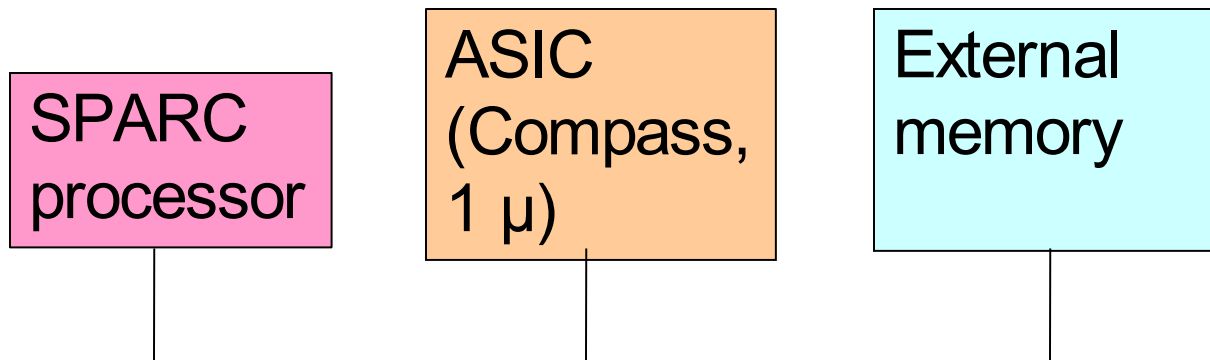 SPARC
processor
ASIC
(Compass,
1 µ)
External
memory